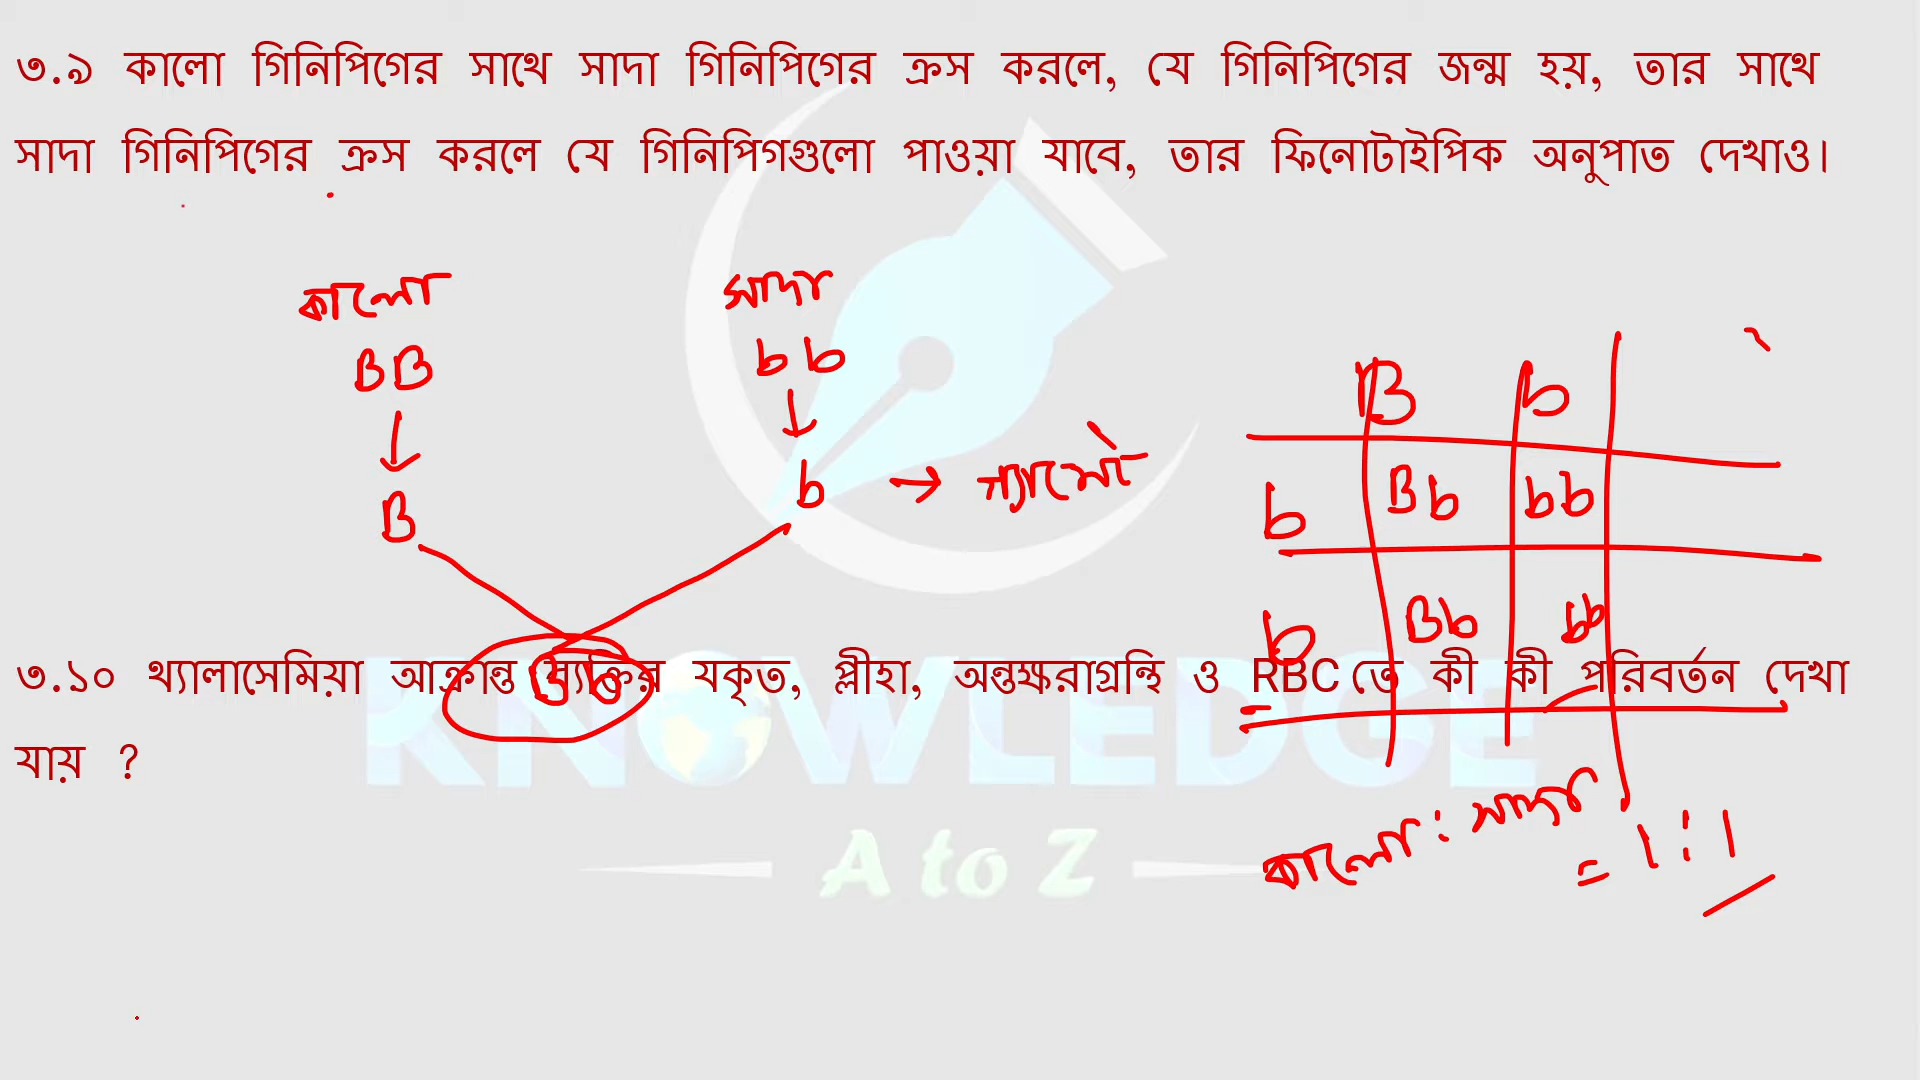 ৩.৯ কালো গিনিপিগের সাথে সাদা গিনিপিগের ক্রস করলে, যে গিনিপিগের জন্ম হয়, তার সাথে
সাদা গিনিপিগের ক্রস করলে যে গিনিপিগগুলো পাওয়া যাবে, তার ফিনোটাইপিক অনুপাত দেখাও।
কালো সাদা
BB bb
B b → গ্যামেট
Bb
B b
b Bb bb
b Bb bb
কালো : সাদা
= 1 : 1
৩.১০ থ্যালাসেমিয়া আক্রান্ত ব্যক্তির যকৃত, প্লীহা, অন্তঃক্ষরাগ্রন্থি ও RBC তে কী কী পরিবর্তন দেখা
যায় ?
KNOWLEDGE
A to Z